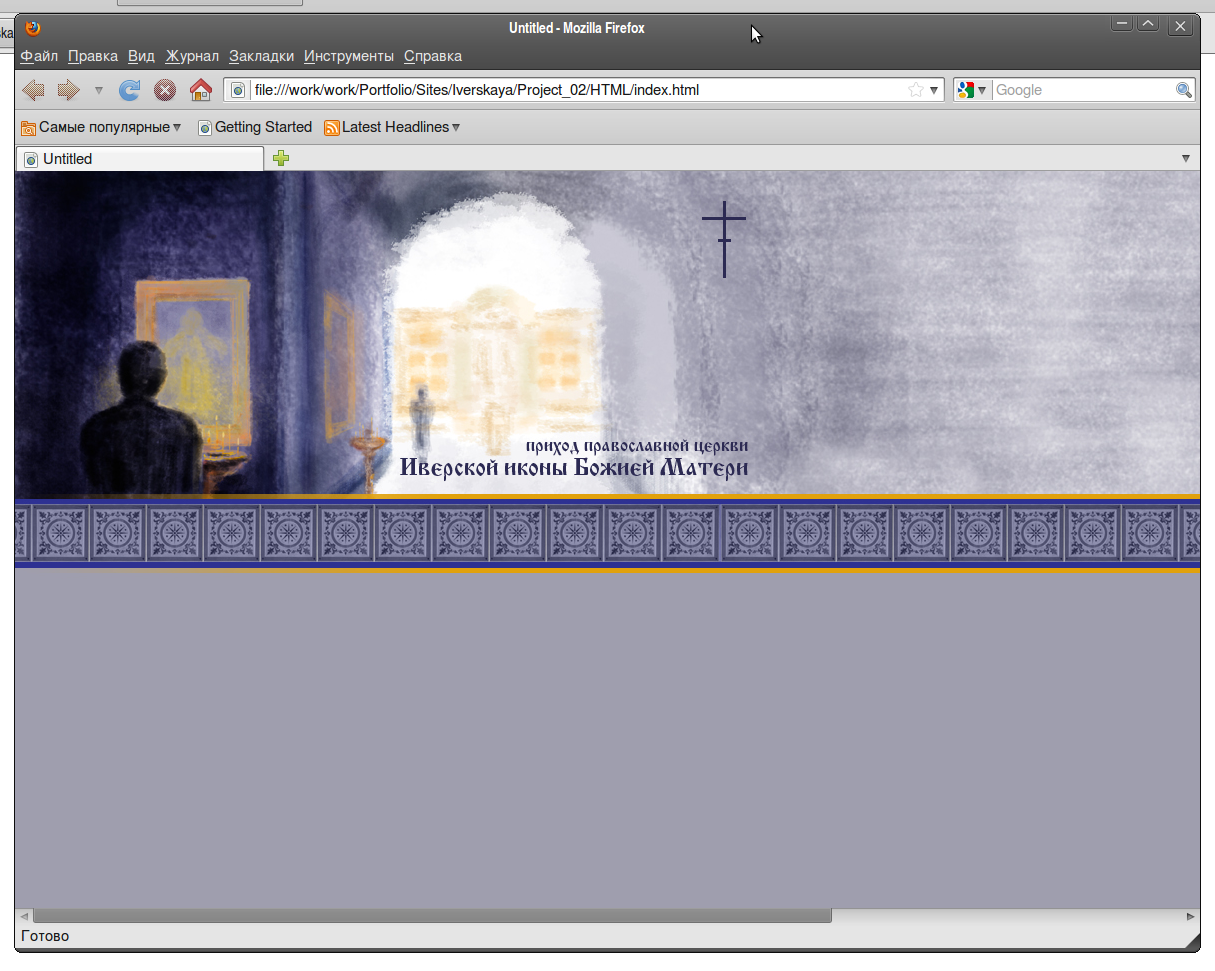 ska
Untitled - Mozilla Firefox
Файл Правка Вид Журнал Закладки Инструменты Справка
file:///work/work/Portfolio/Sites/Iverskaya/Project_02/HTML/index.html Google
Самые популярные Getting Started Latest Headlines
Untitled
приход православной церкви
Иверской иконы Божией Матери
Готово